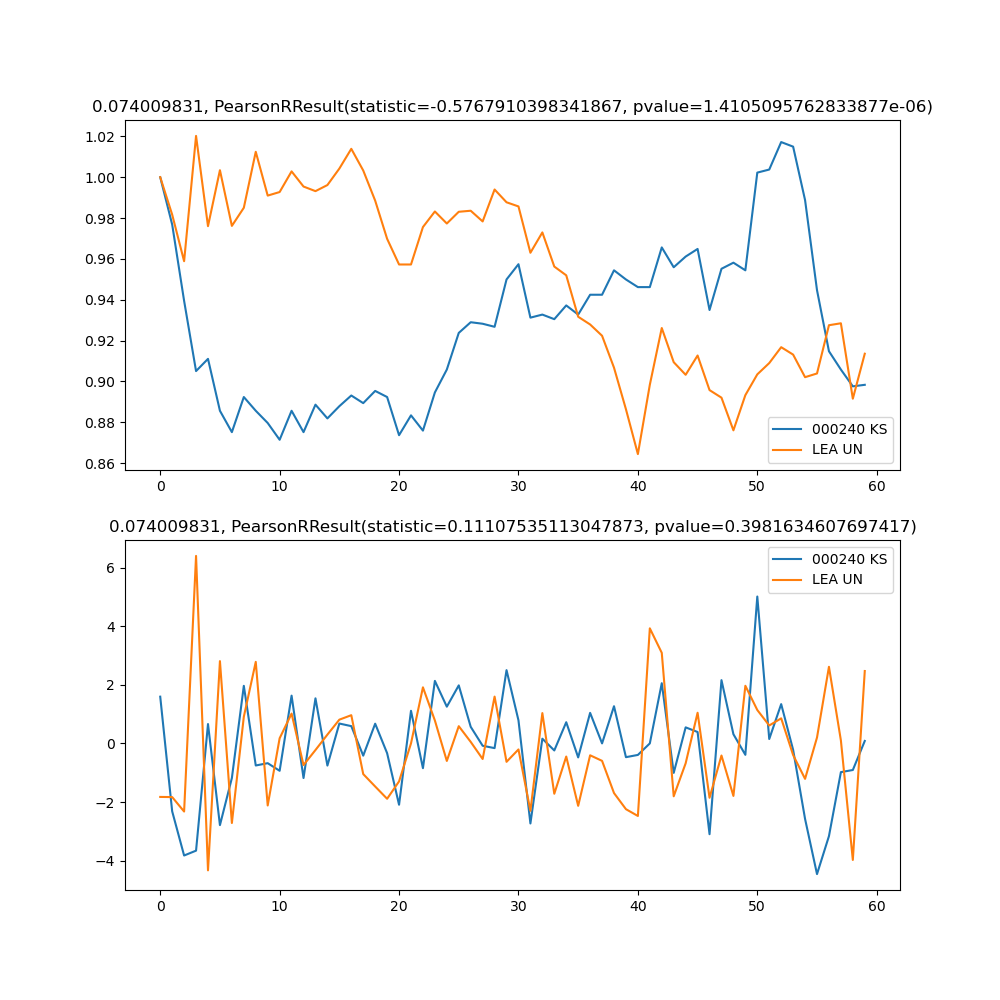 0.074009831, PearsonRResult(statistic=-0.5767910398341867, pvalue=1.4105095762833877e-06)
1.02
1.00
0.98
0.96
0.94
0.92
0.90
0.88
0.86
000240 KS
LEA UN
0 10 20 30 40 50 60
0.074009831, PearsonRResult(statistic=0.11107535113047873, pvalue=0.3981634607697417)
000240 KS
LEA UN
6
4
2
0
−2
−4
0 10 20 30 40 50 60